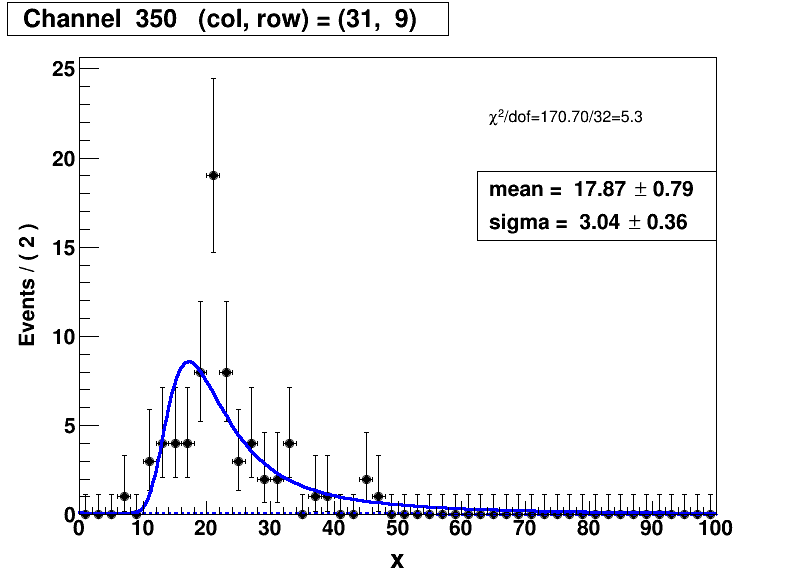 Channel 350 (col, row) = (31, 9)
25
χ²/dof=170.70/32=5.3
20
mean = 17.87 ± 0.79
sigma = 3.04 ± 0.36
15
Events / ( 2 )
10
5
0
0 10 20 30 40 50 60 70 80 90 100
x